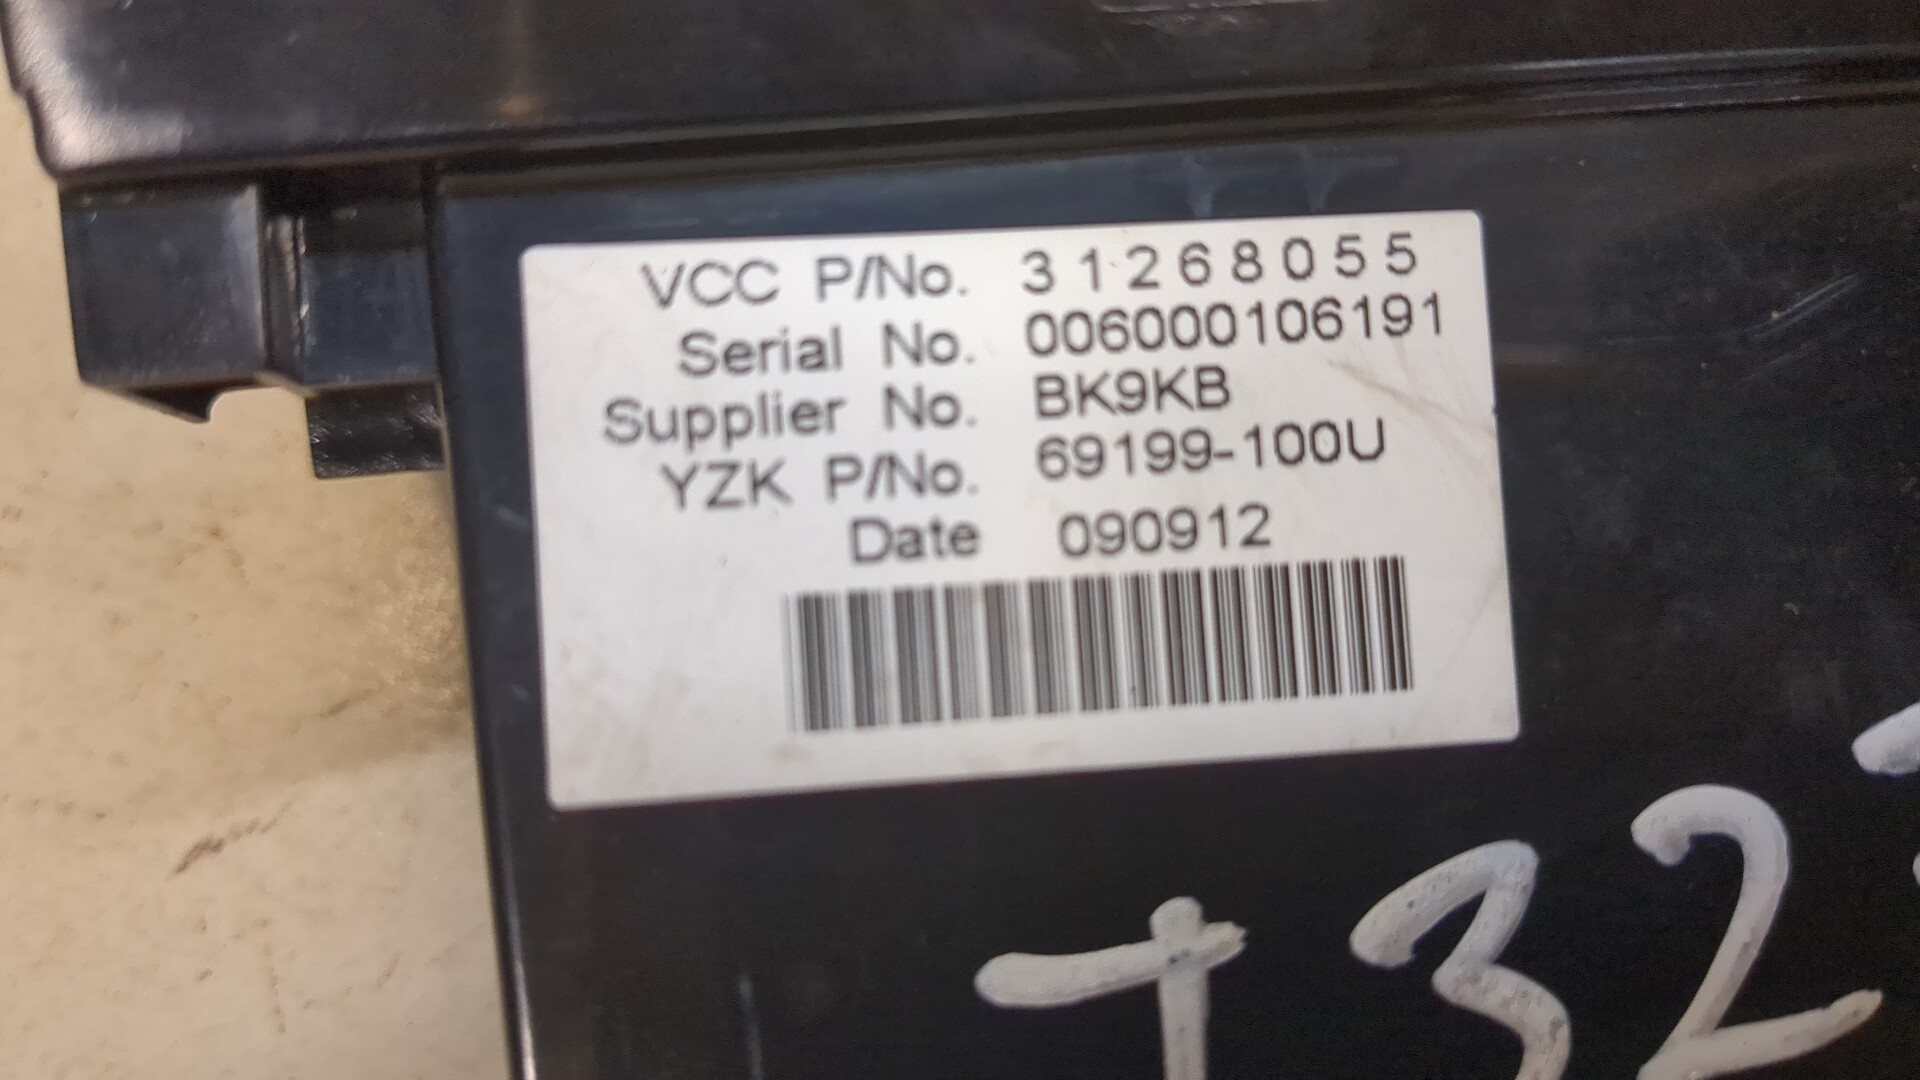 VCC P/No. 31268055
Serial No. 006000106191
Supplier No. BK9KB
YZK P/No. 69199-100U
Date 090912
T32